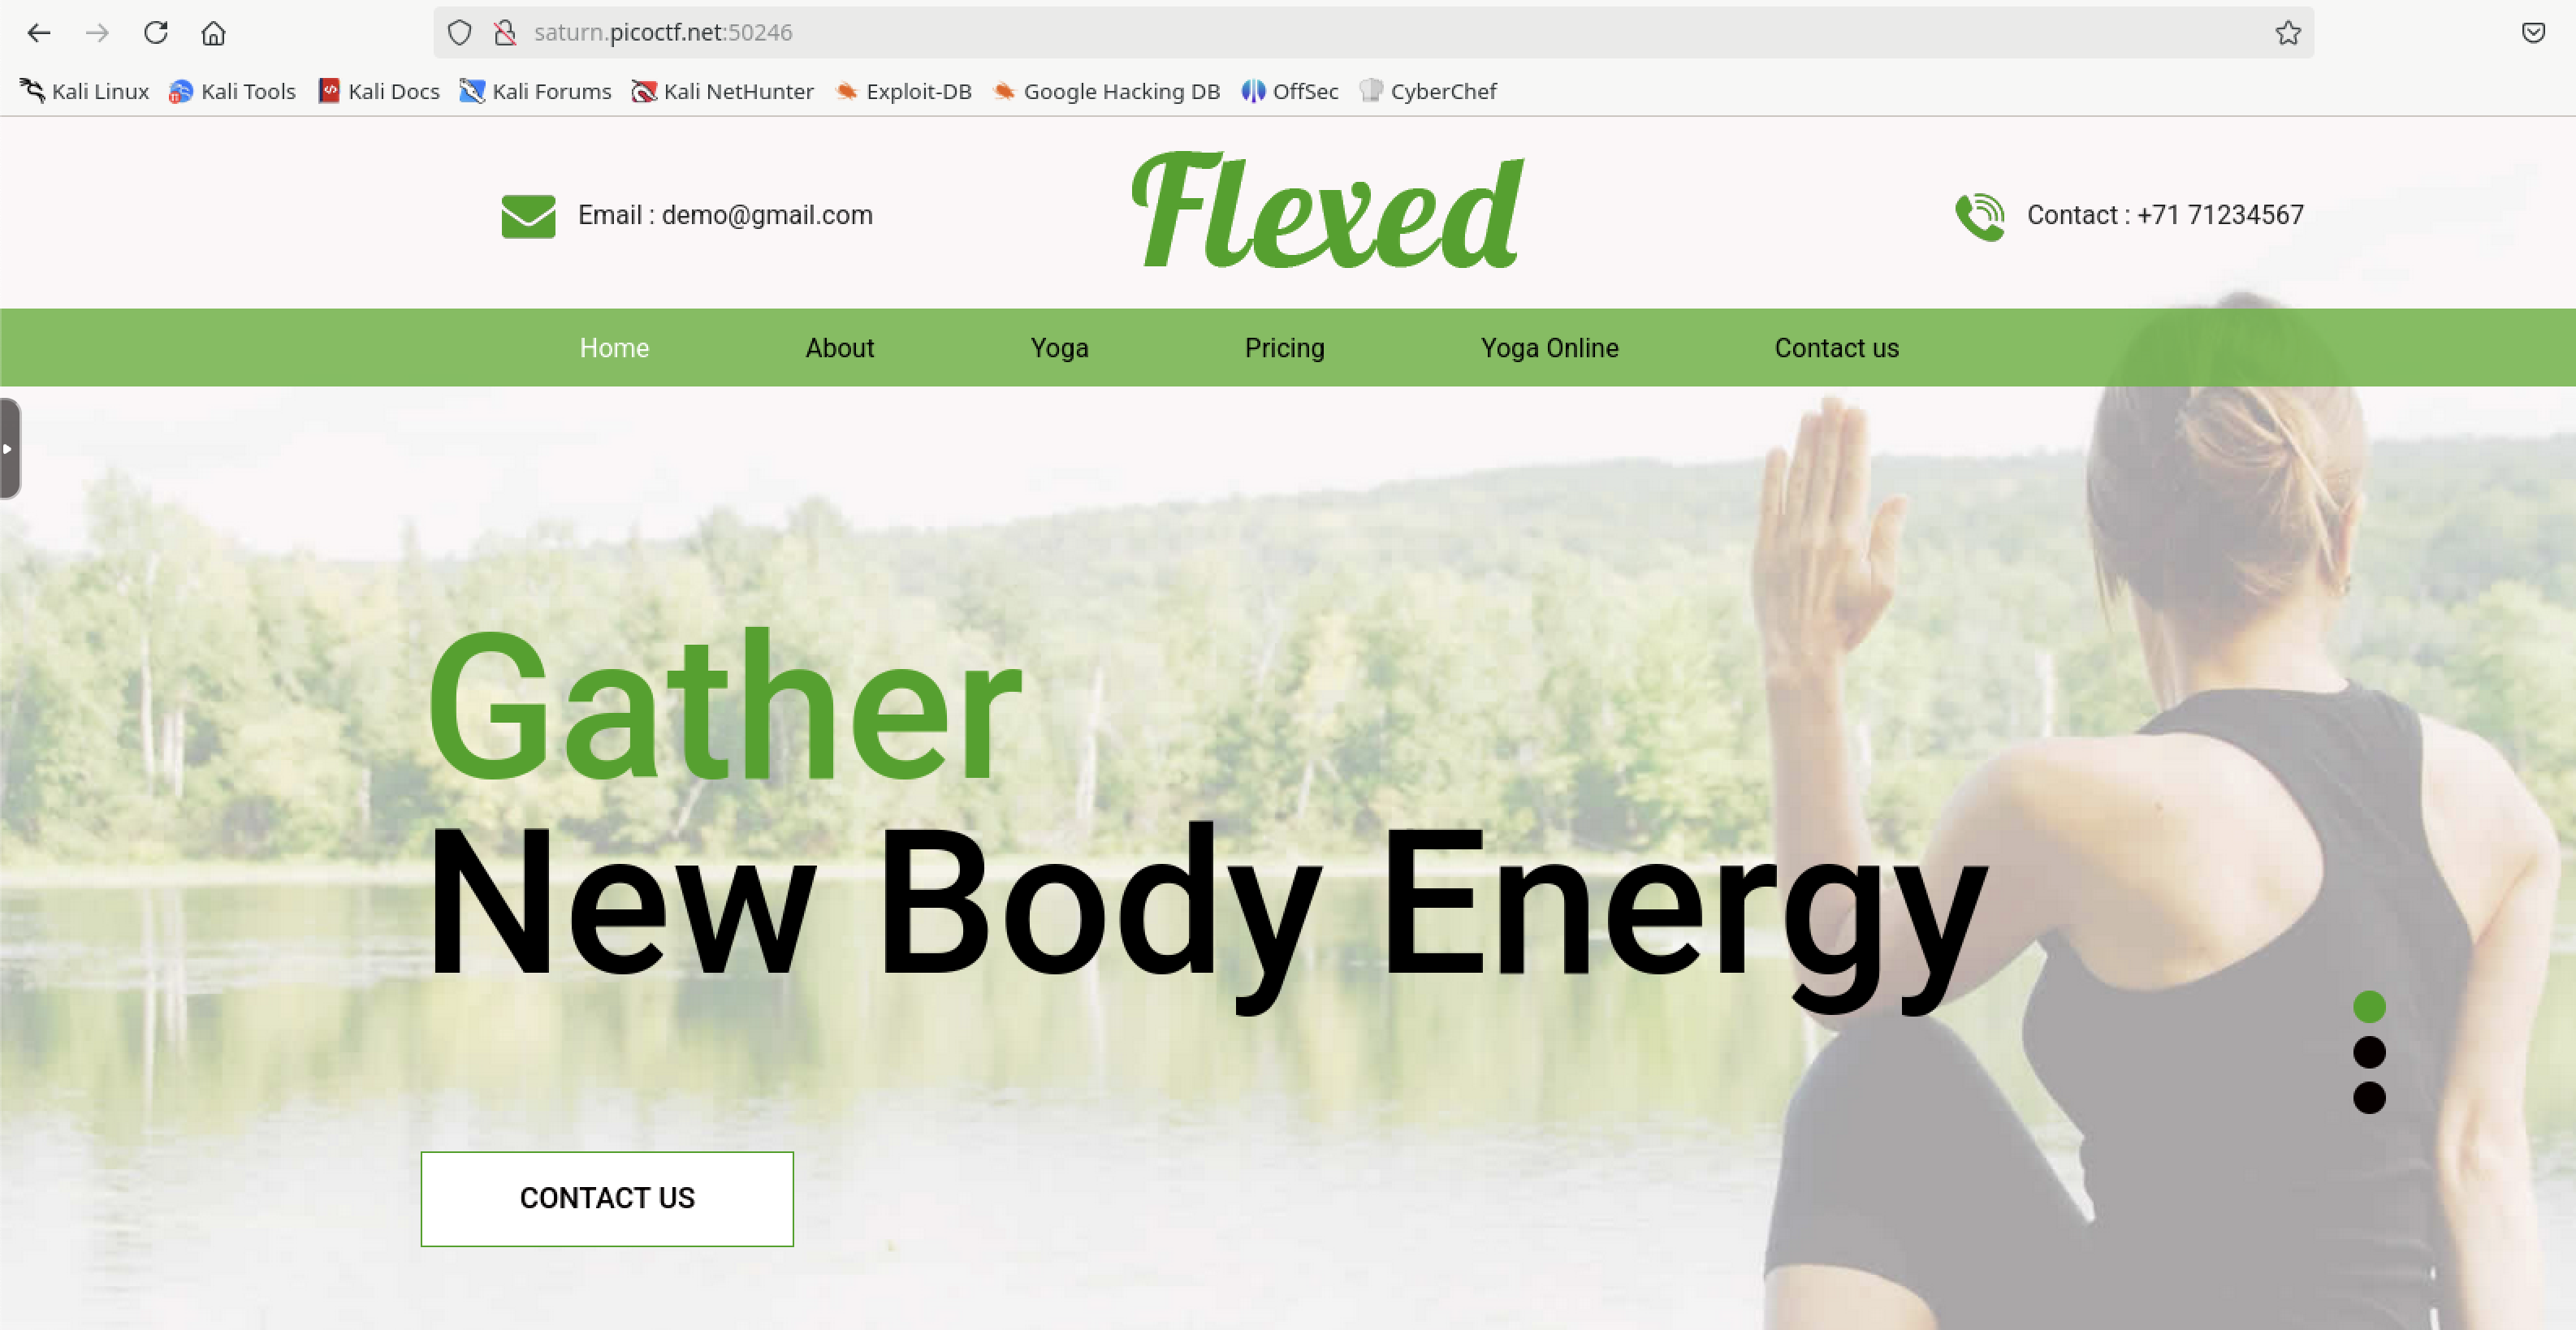 saturn.picoctf.net:50246
Kali Linux Kali Tools Kali Docs Kali Forums Kali NetHunter Exploit-DB Google Hacking DB OffSec CyberChef
Email : demo@gmail.com
Flexed
Contact : +71 71234567
Home About Yoga Pricing Yoga Online Contact us
Gather
New Body Energy
CONTACT US